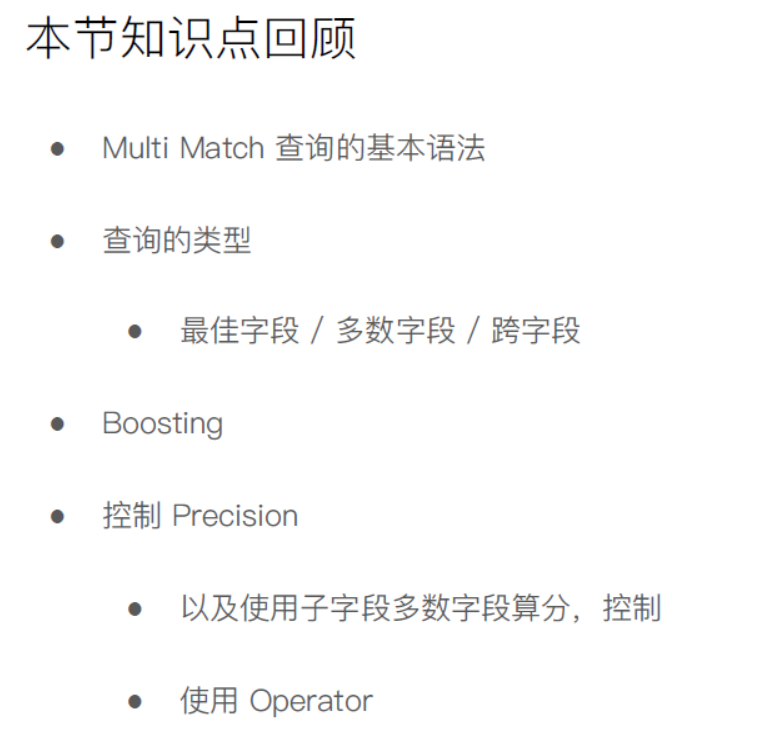 本节知识点回顾
Multi Match 查询的基本语法
查询的类型
最佳字段 / 多数字段 / 跨字段
Boosting
控制 Precision
以及使用子字段多数字段算分，控制
使用 Operator